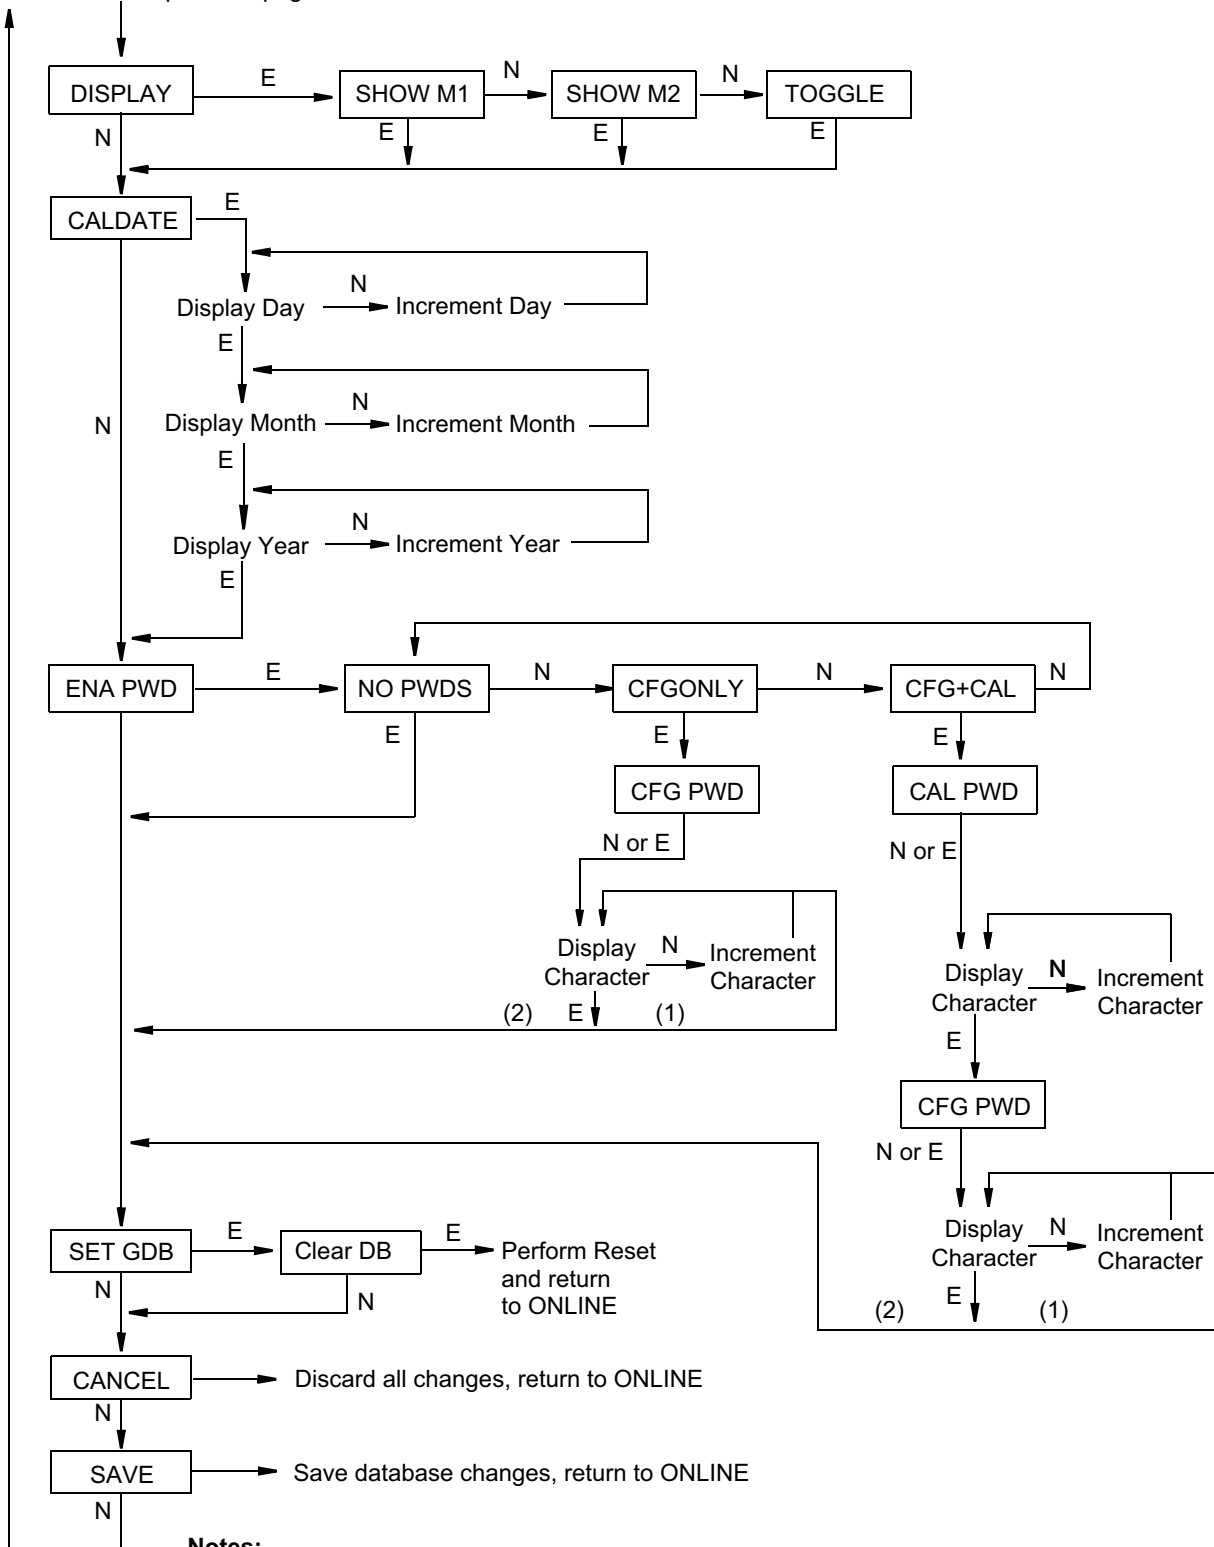 E
N
N
DISPLAY
SHOW M1
SHOW M2
TOGGLE
N
E
E
E
E
CALDATE
N
Display Day
Increment Day
E
N
Display Month
Increment Month
N
E
N
Display Year
Increment Year
E
E
N
N
N
ENA PWD
NO PWDS
CFGONLY
CFG+CAL
E
E
E
CFG PWD
CAL PWD
N or E
N or E
Display
Character
N
Increment
Character
(2)
E
(1)
Display
Character
N
Increment
Character
E
CFG PWD
N or E
E
E
SET GDB
Clear DB
Perform Reset
and return
to ONLINE
N
N
Display
Character
N
Increment
Character
E
(2)
(1)
CANCEL
Discard all changes, return to ONLINE
N
SAVE
Save database changes, return to ONLINE
N
Notes: